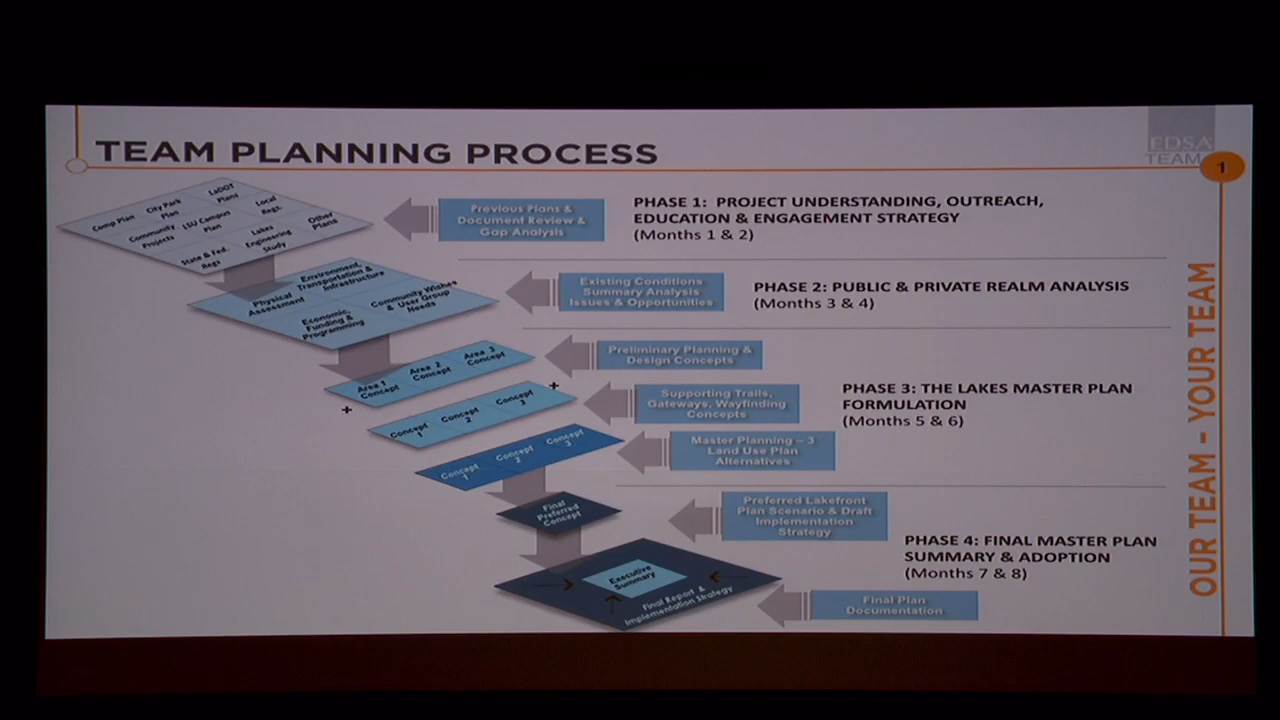 TEAM PLANNING PROCESS
EDSA
TEAM
1
Comp Plan
City Park
Plan
LaDOT
Plans
Community
Projects
LSU Campus
Plan
Local
Regs.
State & Fed.
Regs
Lakes
Engineering
Study
Other
Plans
Previous Plans &
Document Review &
Gap Analysis
PHASE 1: PROJECT UNDERSTANDING, OUTREACH,
EDUCATION & ENGAGEMENT STRATEGY
(Months 1 & 2)
Physical
Assessment
Environment,
Transportation &
Infrastructure
Economic,
Funding &
Programming
Community Wishes
& User Group
Needs
Existing Conditions
Summary Analysis
Issues & Opportunities
PHASE 2: PUBLIC & PRIVATE REALM ANALYSIS
(Months 3 & 4)
Area 1
Concept
Area 2
Concept
Area 3
Concept
Preliminary Planning &
Design Concepts
+
+
Concept
1
Concept
2
Concept
3
Supporting Trails,
Gateways, Wayfinding
Concepts
PHASE 3: THE LAKES MASTER PLAN
FORMULATION
(Months 5 & 6)
Concept
1
Concept
2
Concept
3
Master Planning – 3
Land Use Plan
Alternatives
Final
Preferred
Concept
Preferred Lakefront
Plan Scenario & Draft
Implementation
Strategy
PHASE 4: FINAL MASTER PLAN
SUMMARY & ADOPTION
(Months 7 & 8)
Executive
Summary
Final Report &
Implementation Strategy
Final Plan
Documentation
OUR TEAM – YOUR TEAM